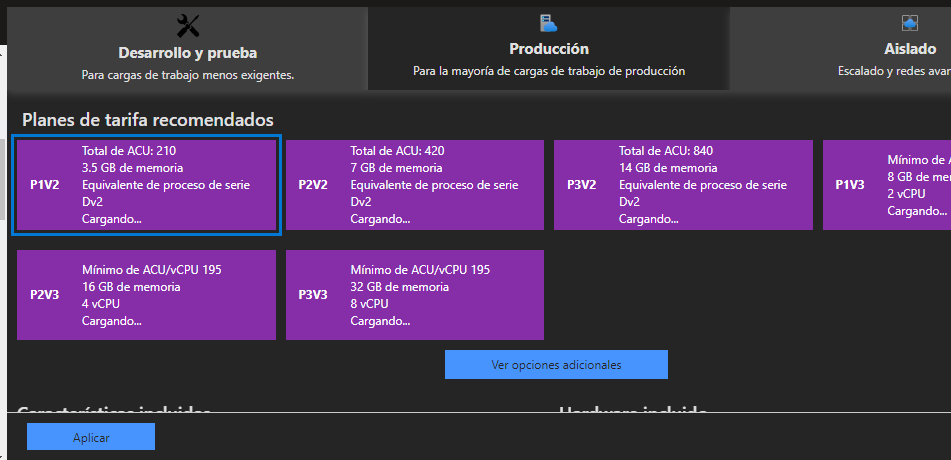 Desarrollo y prueba
Para cargas de trabajo menos exigentes.
Producción
Para la mayoría de cargas de trabajo de producción
Aislado
Escalado y redes avan
Planes de tarifa recomendados
P1V2
Total de ACU: 210
3.5 GB de memoria
Equivalente de proceso de serie
Dv2
Cargando...
P2V2
Total de ACU: 420
7 GB de memoria
Equivalente de proceso de serie
Dv2
Cargando...
P3V2
Total de ACU: 840
14 GB de memoria
Equivalente de proceso de serie
Dv2
Cargando...
P1V3
Mínimo de A
8 GB de me
2 vCPU
Cargando...
P2V3
Mínimo de ACU/vCPU 195
16 GB de memoria
4 vCPU
Cargando...
P3V3
Mínimo de ACU/vCPU 195
32 GB de memoria
8 vCPU
Cargando...
Ver opciones adicionales
Características incluidas
Hardware incluido
Aplicar